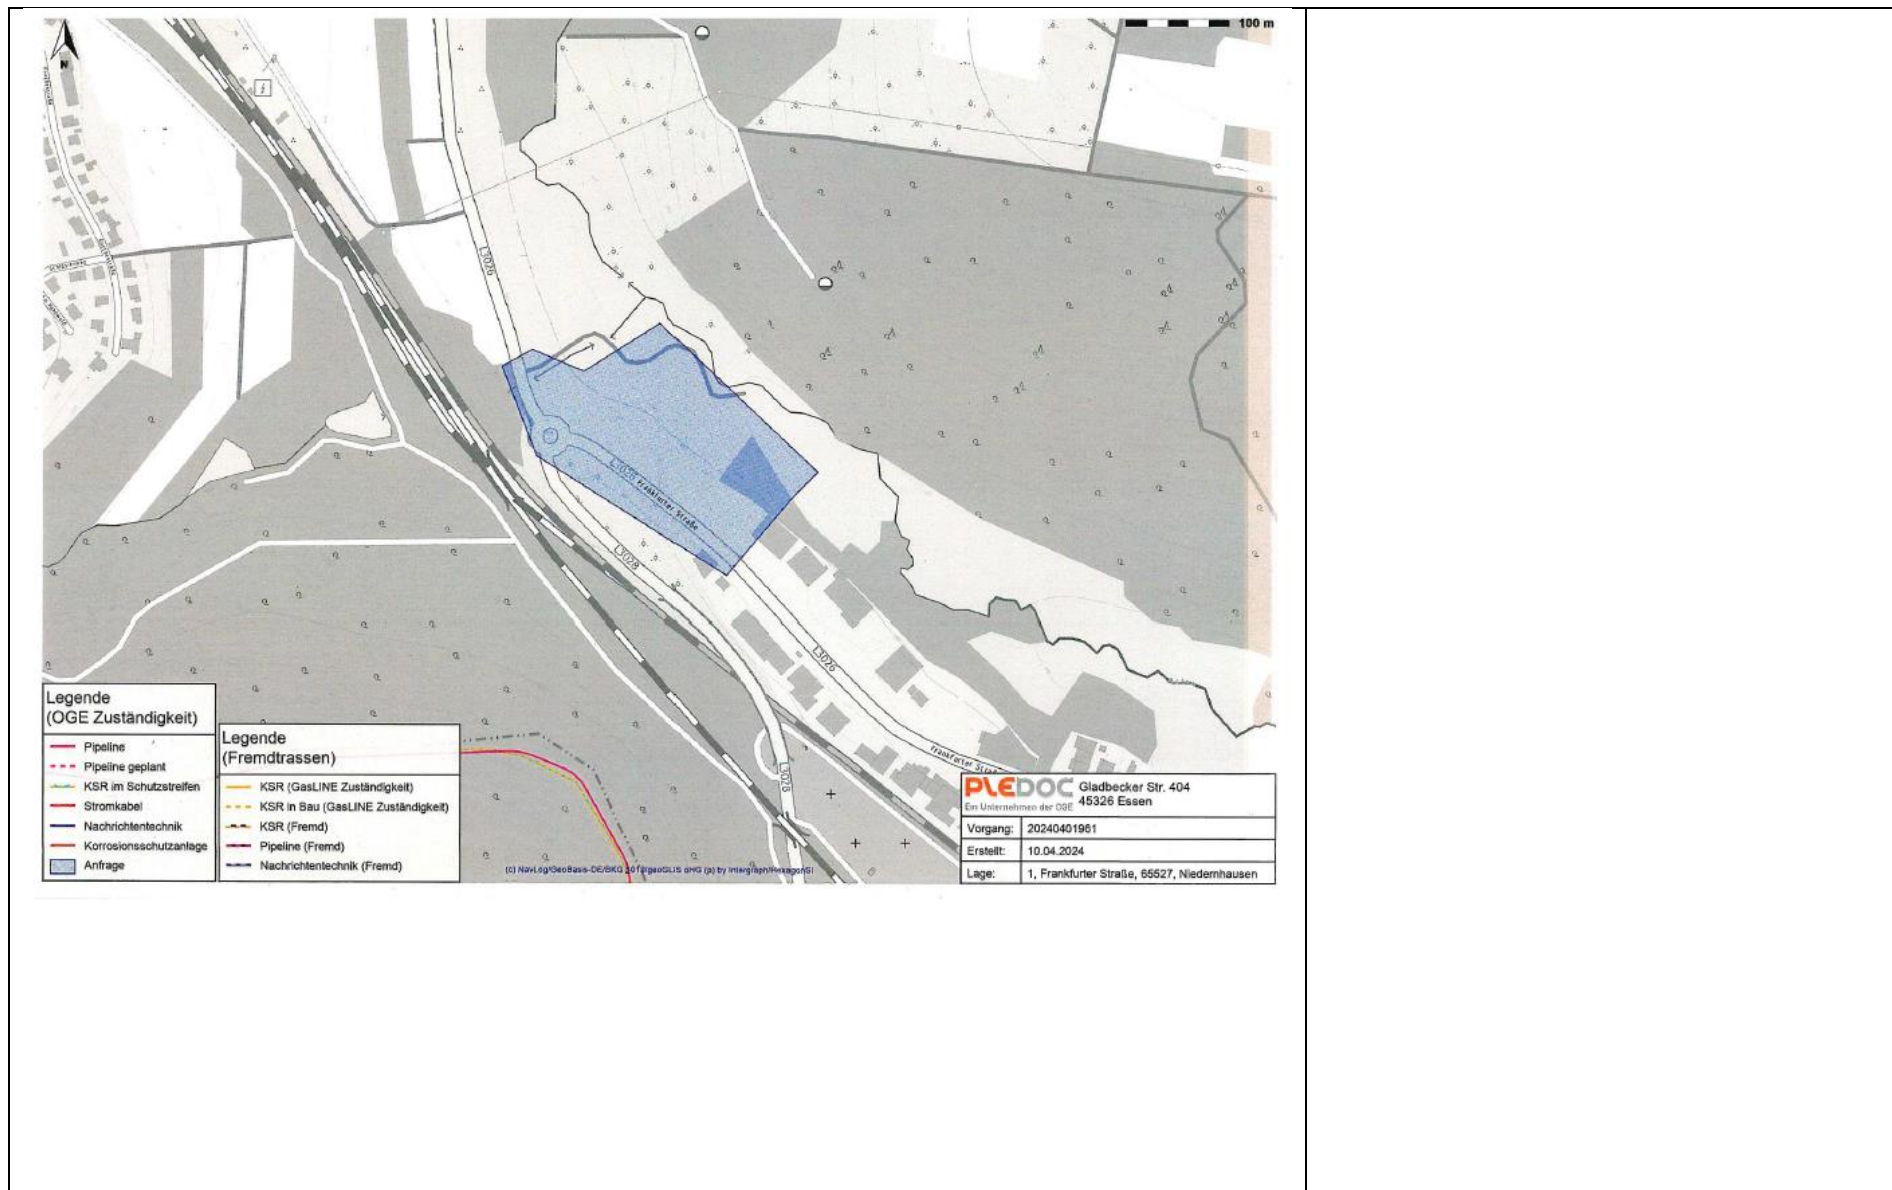 100 m
N
L3026
L3026 Frankfurter Straße
L3028
L3026
L3028
Legende
(OGE Zuständigkeit)
Pipeline
Pipeline geplant
KSR im Schutzstreifen
Stromkabel
Nachrichtentechnik
Korrosionsschutzanlage
Anfrage
Legende
(Fremdtrassen)
KSR (GasLINE Zuständigkeit)
KSR in Bau (GasLINE Zuständigkeit)
KSR (Fremd)
Pipeline (Fremd)
Nachrichtentechnik (Fremd)
PLEDOC
Ein Unternehmen der OGE
Gladbecker Str. 404
45326 Essen
Vorgang: 20240401961
Erstellt: 10.04.2024
Lage: 1, Frankfurter Straße, 65527, Niedernhausen